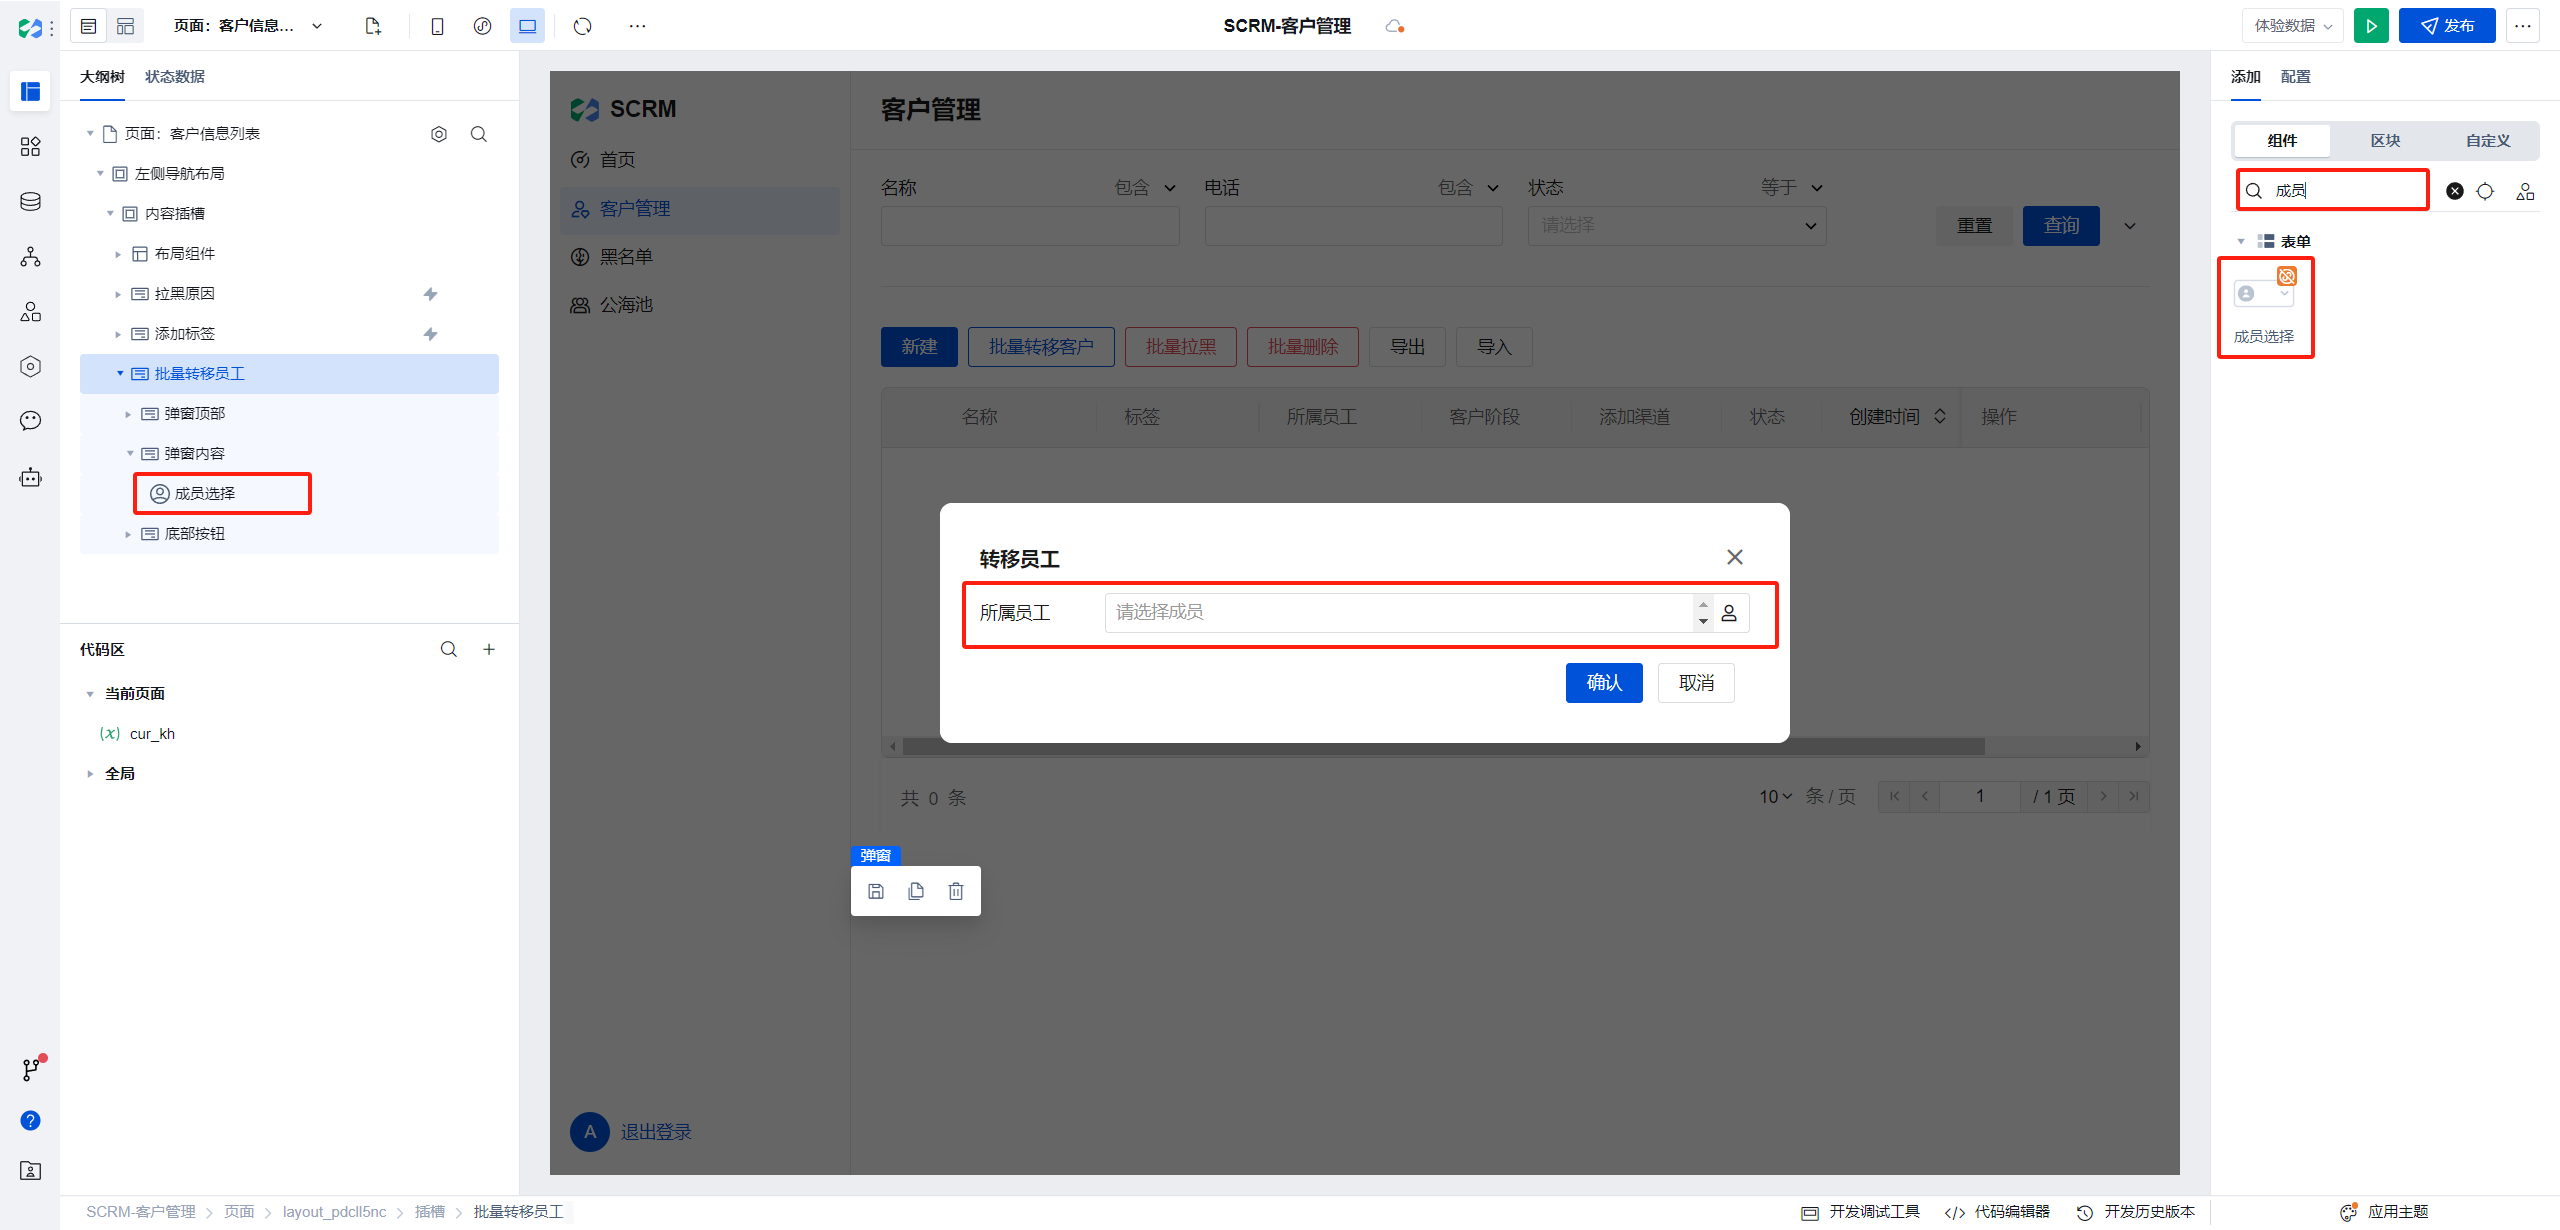 页面：客户信息...
SCRM-客户管理
体验数据
发布
大纲树 状态数据
页面：客户信息列表
左侧导航布局
内容插槽
布局组件
拉黑原因
添加标签
批量转移员工
弹窗顶部
弹窗内容
成员选择
底部按钮
代码区
当前页面
(x) cur_kh
全局
SCRM
首页
客户管理
黑名单
公海池
A 退出登录
客户管理
名称 包含 电话 包含 状态 等于
请选择 重置 查询
新建 批量转移客户 批量拉黑 批量删除 导出 导入
名称 标签 所属员工 客户阶段 添加渠道 状态 创建时间 操作
转移员工
所属员工 请选择成员
确认 取消
共 0 条 10 条 / 页 1 / 1 页
弹窗
添加 配置
组件 区块 自定义
成员
表单
成员选择
SCRM-客户管理 > 页面 > layout_pdcll5nc > 插槽 > 批量转移员工
开发调试工具 </> 代码编辑器 开发历史版本 应用主题